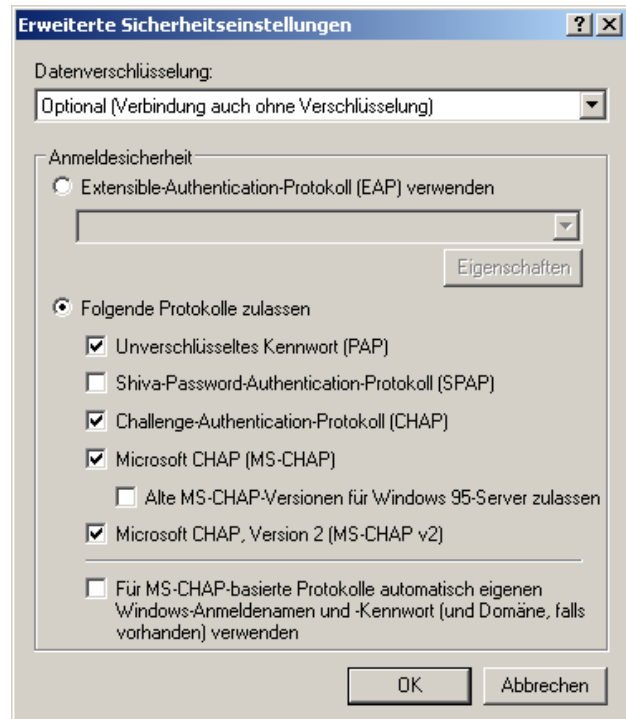 Erweiterte Sicherheitseinstellungen
Datenverschlüsselung:
Optional (Verbindung auch ohne Verschlüsselung)
Anmeldesicherheit
Extensible-Authentication-Protokoll (EAP) verwenden
Eigenschaften
Folgende Protokolle zulassen
Unverschlüsseltes Kennwort (PAP)
Shiva-Password-Authentication-Protokoll (SPAP)
Challenge-Authentication-Protokoll (CHAP)
Microsoft CHAP (MS-CHAP)
Alte MS-CHAP-Versionen für Windows 95-Server zulassen
Microsoft CHAP, Version 2 (MS-CHAP v2)
Für MS-CHAP-basierte Protokolle automatisch eigenen
Windows-Anmeldenamen und -Kennwort (und Domäne, falls
vorhanden) verwenden
OK
Abbrechen